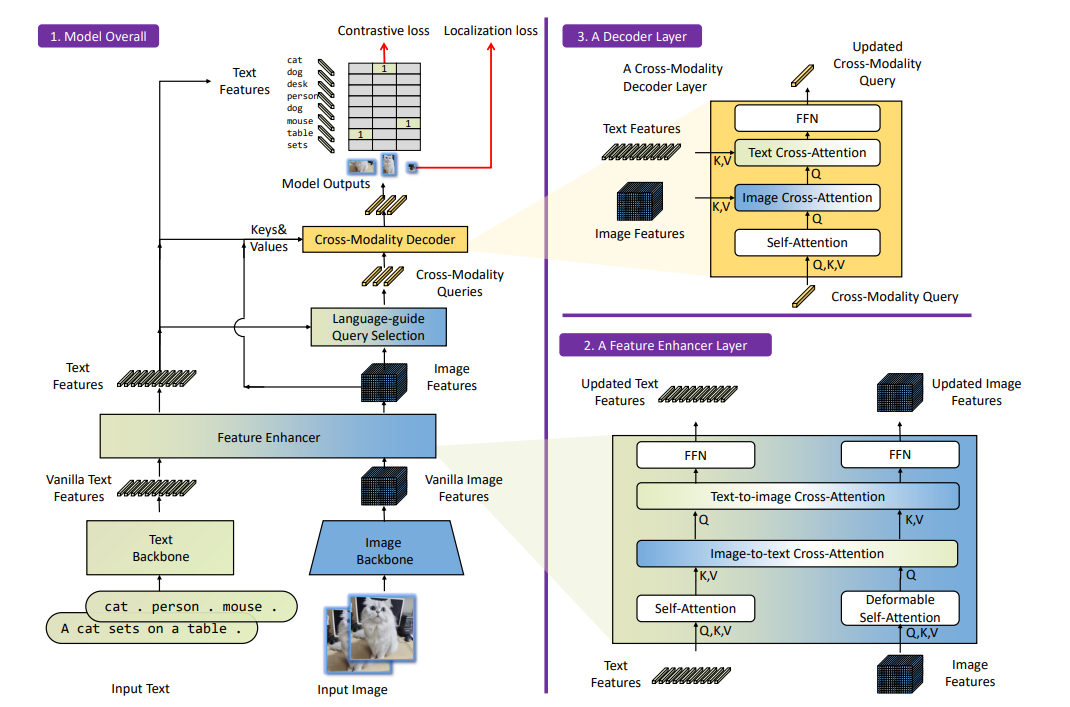 1. Model Overall
Contrastive loss
Localization loss
cat
dog
desk
person
dog
mouse
table
sets
1
1
1
Text
Features
Model Outputs
Keys&
Values
Cross-Modality Decoder
Cross-Modality
Queries
Language-guide
Query Selection
Text
Features
Image
Features
Feature Enhancer
Vanilla Text
Features
Vanilla Image
Features
Text
Backbone
Image
Backbone
cat . person . mouse .
A cat sets on a table .
Input Text
Input Image
3. A Decoder Layer
A Cross-Modality
Decoder Layer
Updated
Cross-Modality
Query
FFN
Text Features
K,V
Text Cross-Attention
Q
Image Cross-Attention
K,V
Image Features
Q
Self-Attention
Q,K,V
Cross-Modality Query
2. A Feature Enhancer Layer
Updated Text
Features
Updated Image
Features
FFN
FFN
Text-to-image Cross-Attention
Q
K,V
Image-to-text Cross-Attention
K,V
Q
Self-Attention
Deformable
Self-Attention
Q,K,V
Q,K,V
Text
Features
Image
Features